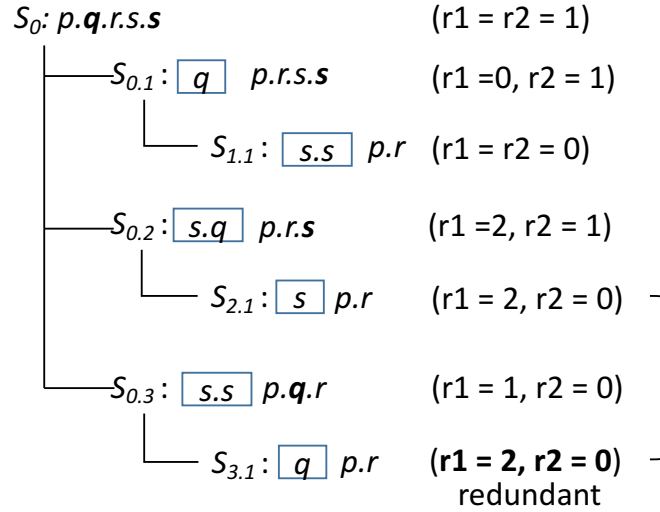 S0: p.q.r.s.s (r1 = r2 = 1)
S0.1 : q p.r.s.s (r1 =0, r2 = 1)
S1.1 : s.s p.r (r1 = r2 = 0)
S0.2 : s.q p.r.s (r1 =2, r2 = 1)
S2.1 : s p.r (r1 = 2, r2 = 0)
S0.3 : s.s p.q.r (r1 = 1, r2 = 0)
S3.1 : q p.r (r1 = 2, r2 = 0)
redundant